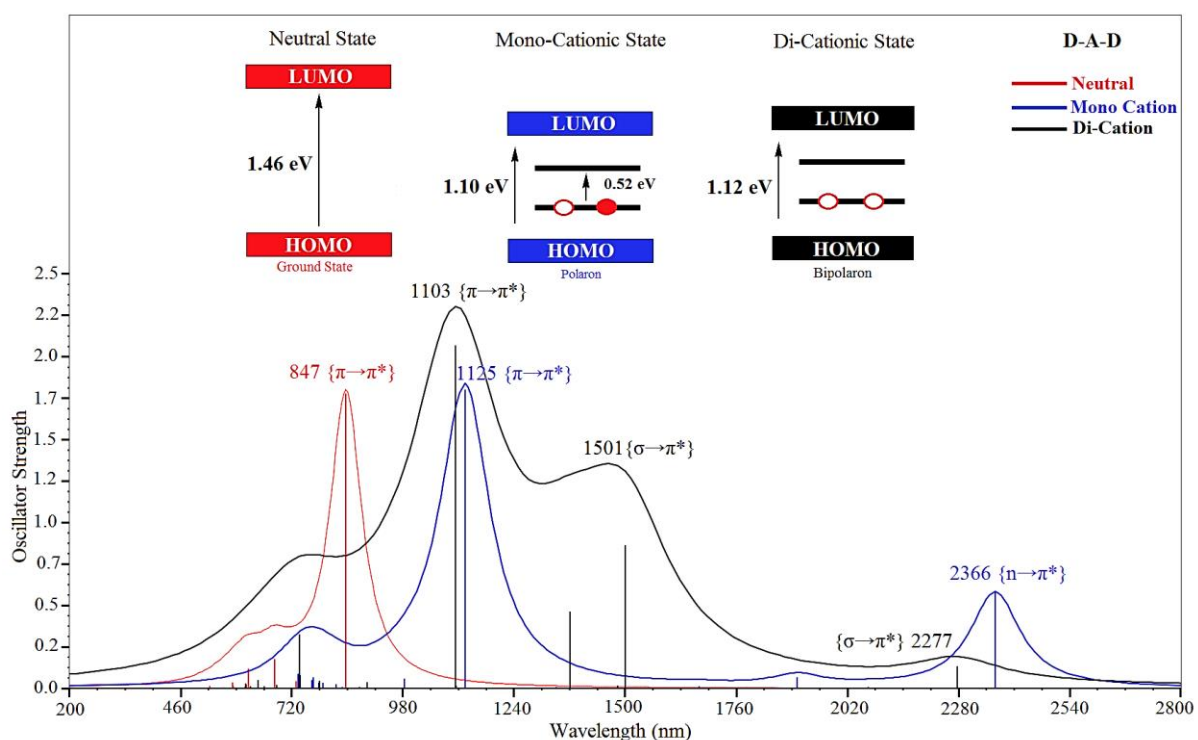 Neutral State
Mono-Cationic State
Di-Cationic State
D-A-D
LUMO
LUMO
LUMO
Neutral
Mono Cation
Di-Cation
1.46 eV
1.10 eV
0.52 eV
1.12 eV
HOMO
HOMO
HOMO
Ground State
Polaron
Bipolaron
1103 {π→π*}
847 {π→π*}
1125 {π→π*}
1501{σ→π*}
2366 {n→π*}
{σ→π*} 2277
Oscillator Strength
2.5
2.2
2.0
1.7
1.5
1.2
1.0
0.7
0.5
0.2
0.0
200 460 720 980 1240 1500 1760 2020 2280 2540 2800
Wavelength (nm)